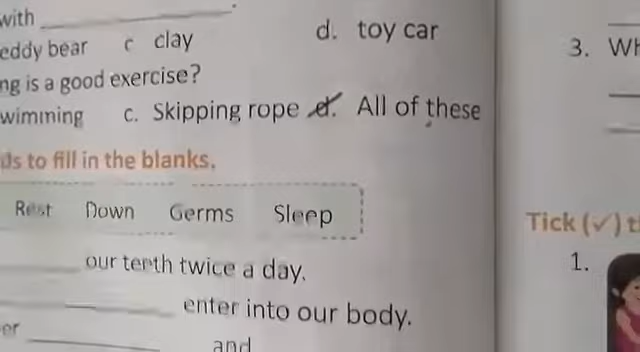 with
eddy bear c clay d. toy car
ng is a good exercise?
wimming c. Skipping rope d. All of these
ds to fill in the blanks.
Rest Down Germs Sleep
our teeth twice a day.
enter into our body.
er
and
3. Wh
Tick (✓) t
1.